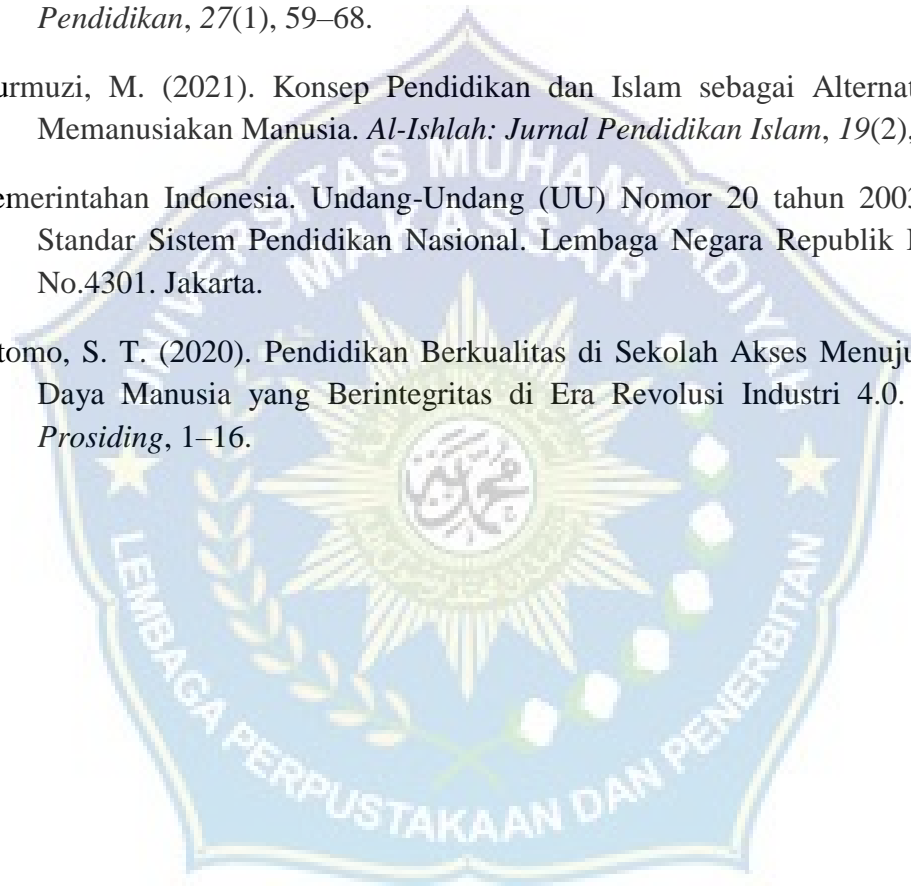 Pendidikan, 27(1), 59–68.
urmuzi, M. (2021). Konsep Pendidikan dan Islam sebagai Alternat
Memanusiakan Manusia. Al-Ishlah: Jurnal Pendidikan Islam, 19(2),
emerintahan Indonesia. Undang-Undang (UU) Nomor 20 tahun 2003
Standar Sistem Pendidikan Nasional. Lembaga Negara Republik I
No.4301. Jakarta.
tomo, S. T. (2020). Pendidikan Berkualitas di Sekolah Akses Menuju
Daya Manusia yang Berintegritas di Era Revolusi Industri 4.0.
Prosiding, 1–16.
UNIVERSITAS MUHAMMADIYAH
MAKASSAR
LEMBAGA PERPUSTAKAAN DAN PENERBITAN